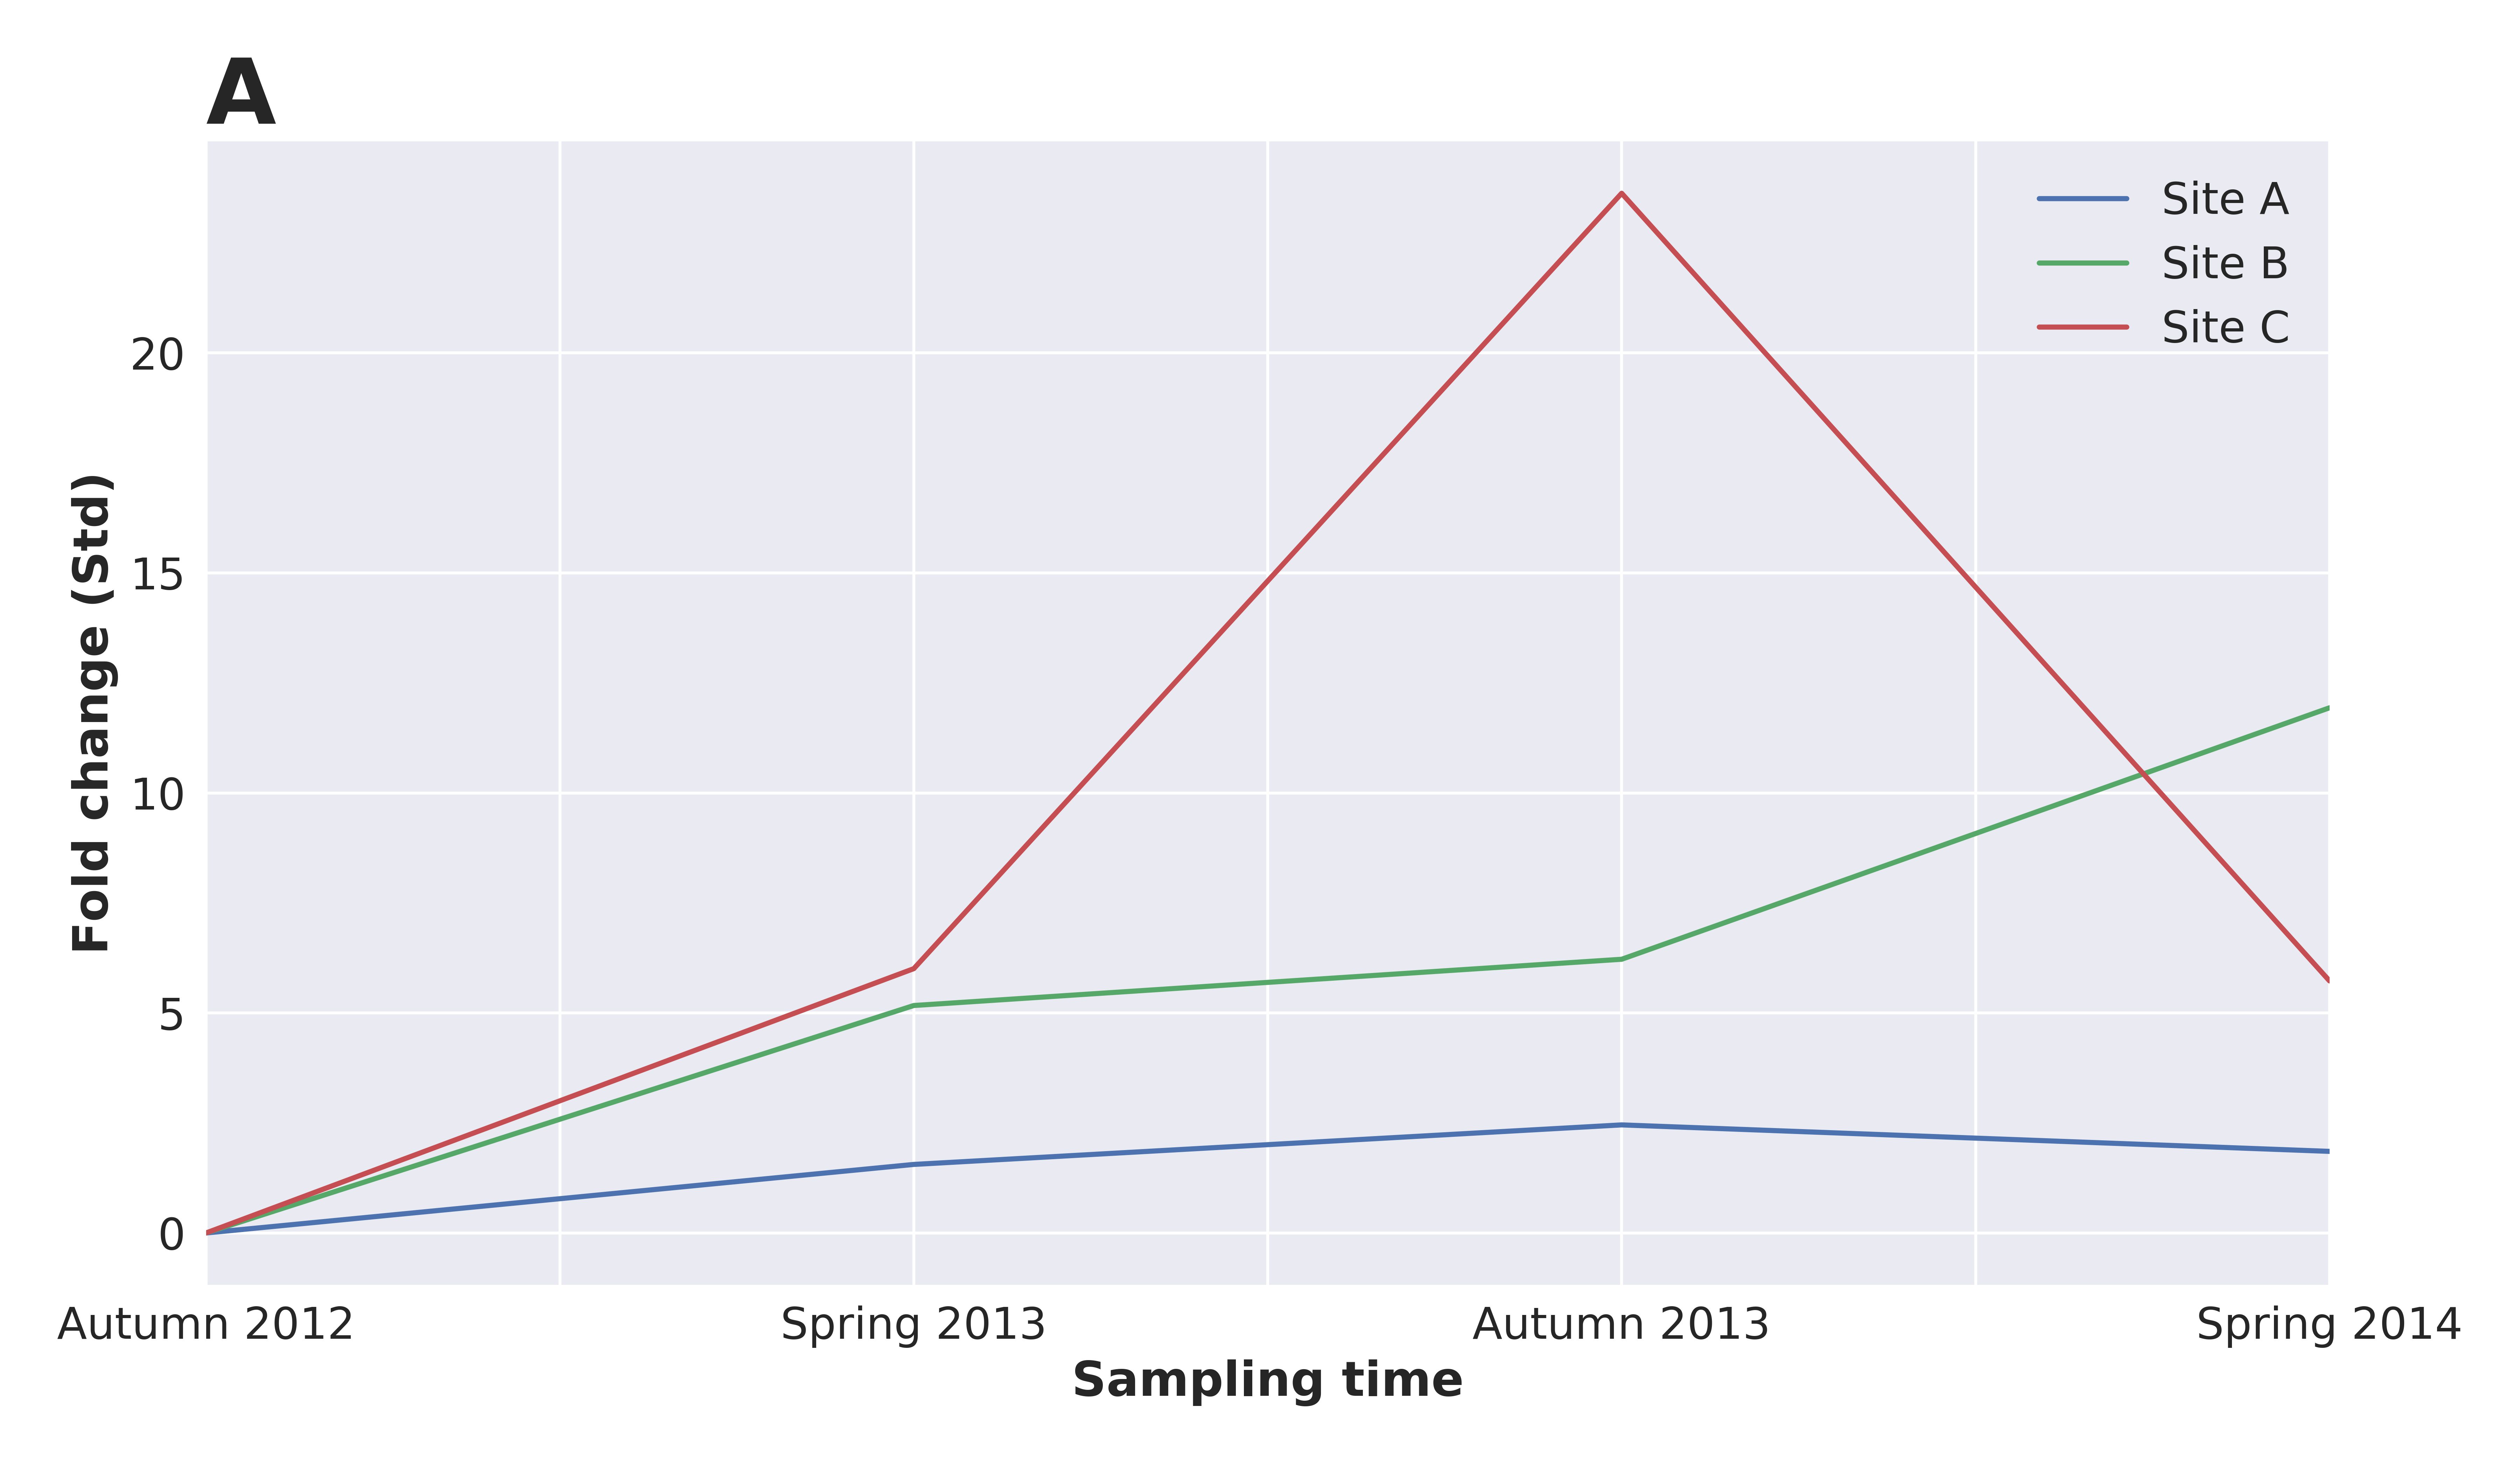 A
Site A
Site B
Site C
20
15
10
5
0
Fold change (Std)
Autumn 2012
Spring 2013
Autumn 2013
Spring 2014
Sampling time